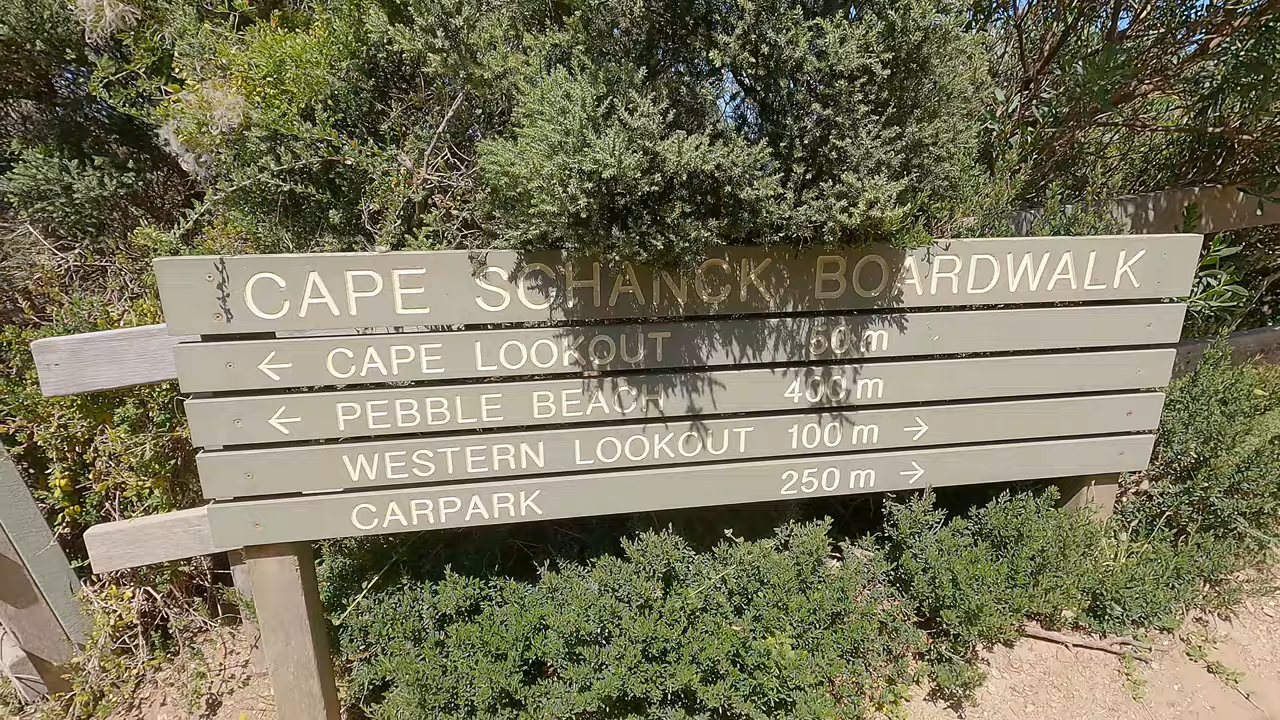 CAPE SCHANCK BOARDWALK
← CAPE LOOKOUT 50 m
← PEBBLE BEACH 400 m
WESTERN LOOKOUT 100 m →
CARPARK 250 m →